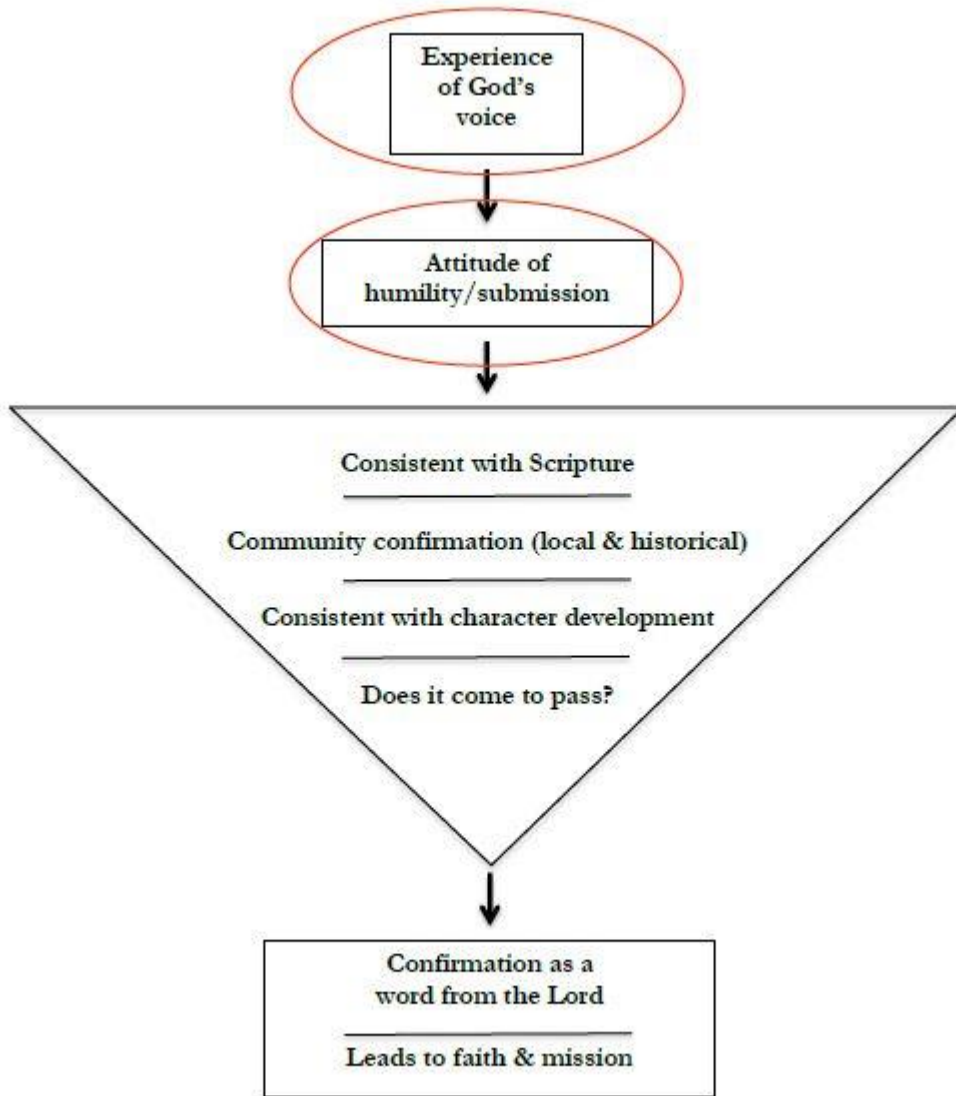 Experience
of God's
voice
Attitude of
humility/submission
Consistent with Scripture
Community confirmation (local & historical)
Consistent with character development
Does it come to pass?
Confirmation as a
word from the Lord
Leads to faith & mission